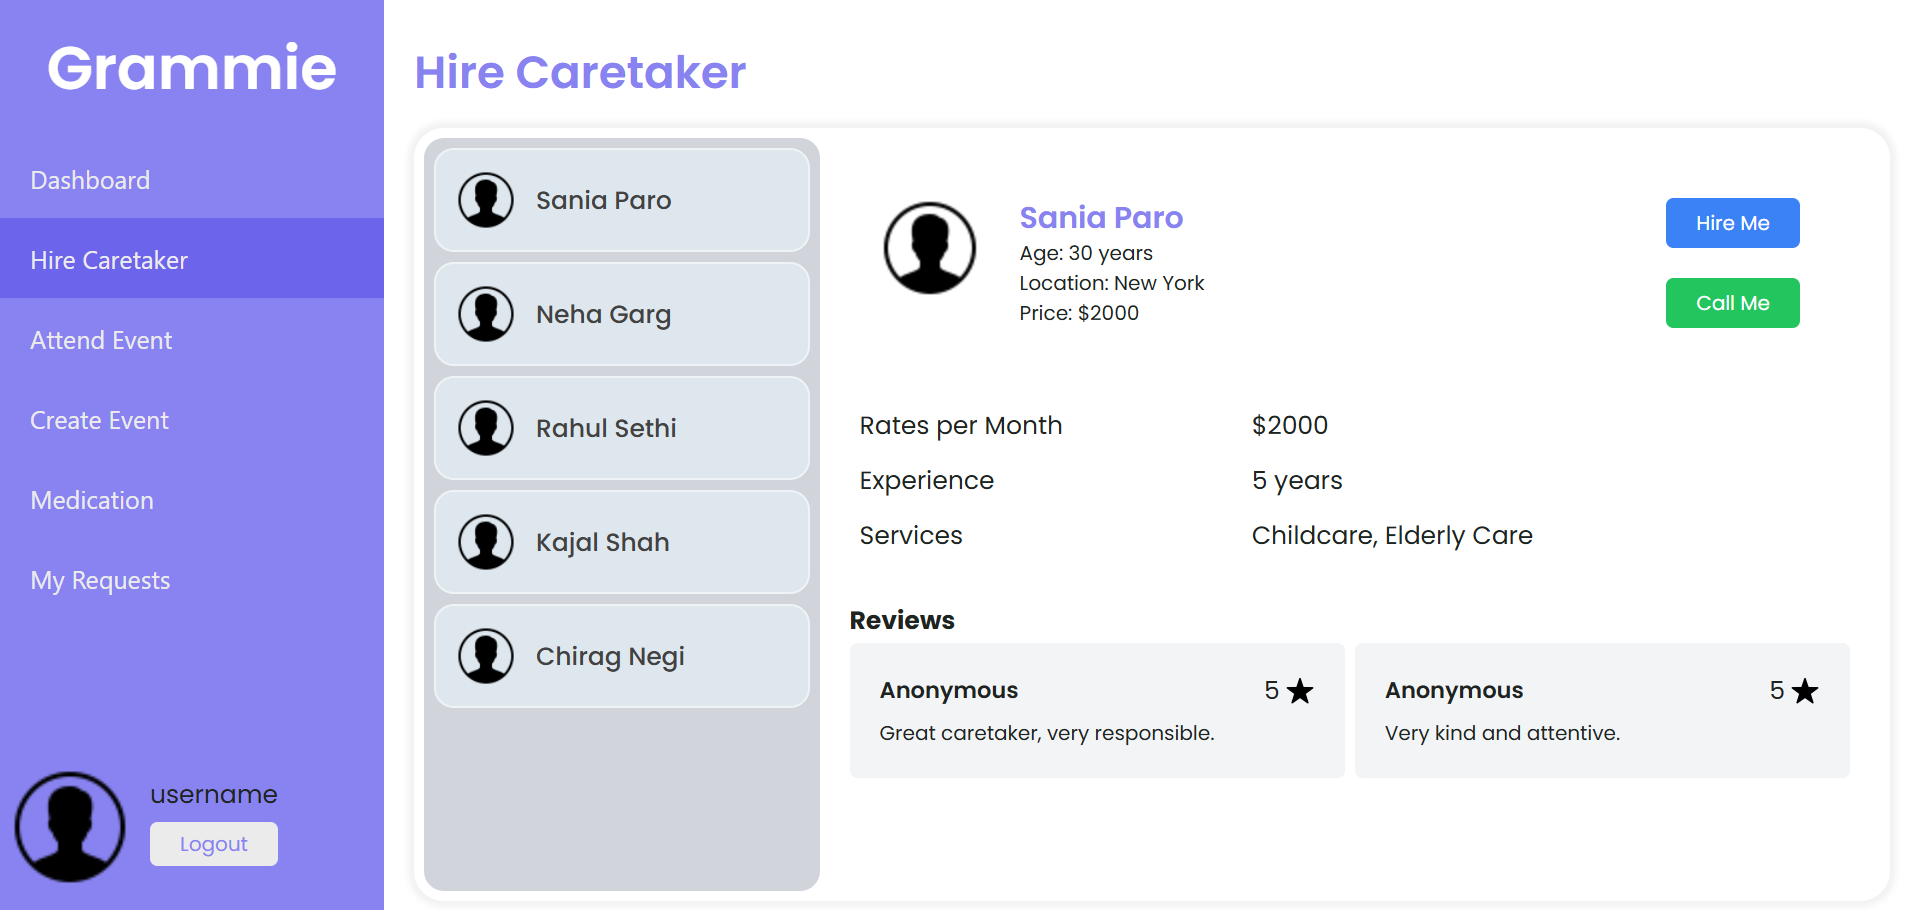 Grammie
Dashboard
Hire Caretaker
Attend Event
Create Event
Medication
My Requests
username
Logout
Hire Caretaker
Sania Paro
Neha Garg
Rahul Sethi
Kajal Shah
Chirag Negi
Sania Paro
Age: 30 years
Location: New York
Price: $2000
Hire Me
Call Me
Rates per Month $2000
Experience 5 years
Services Childcare, Elderly Care
Reviews
Anonymous 5
Great caretaker, very responsible.
Anonymous 5
Very kind and attentive.